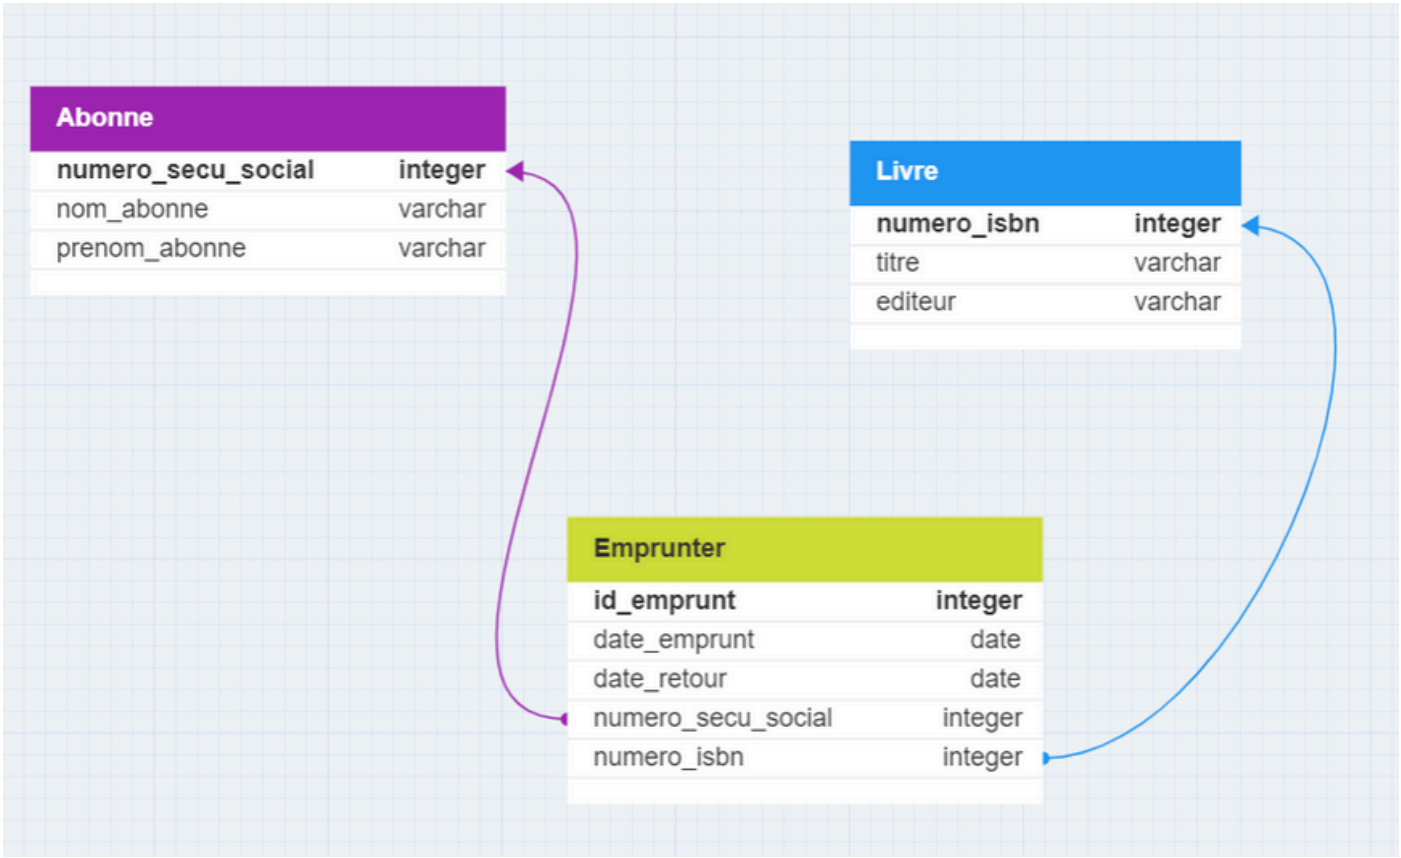 Abonne
numero_secu_social integer
nom_abonne varchar
prenom_abonne varchar
Livre
numero_isbn integer
titre varchar
editeur varchar
Emprunter
id_emprunt integer
date_emprunt date
date_retour date
numero_secu_social integer
numero_isbn integer